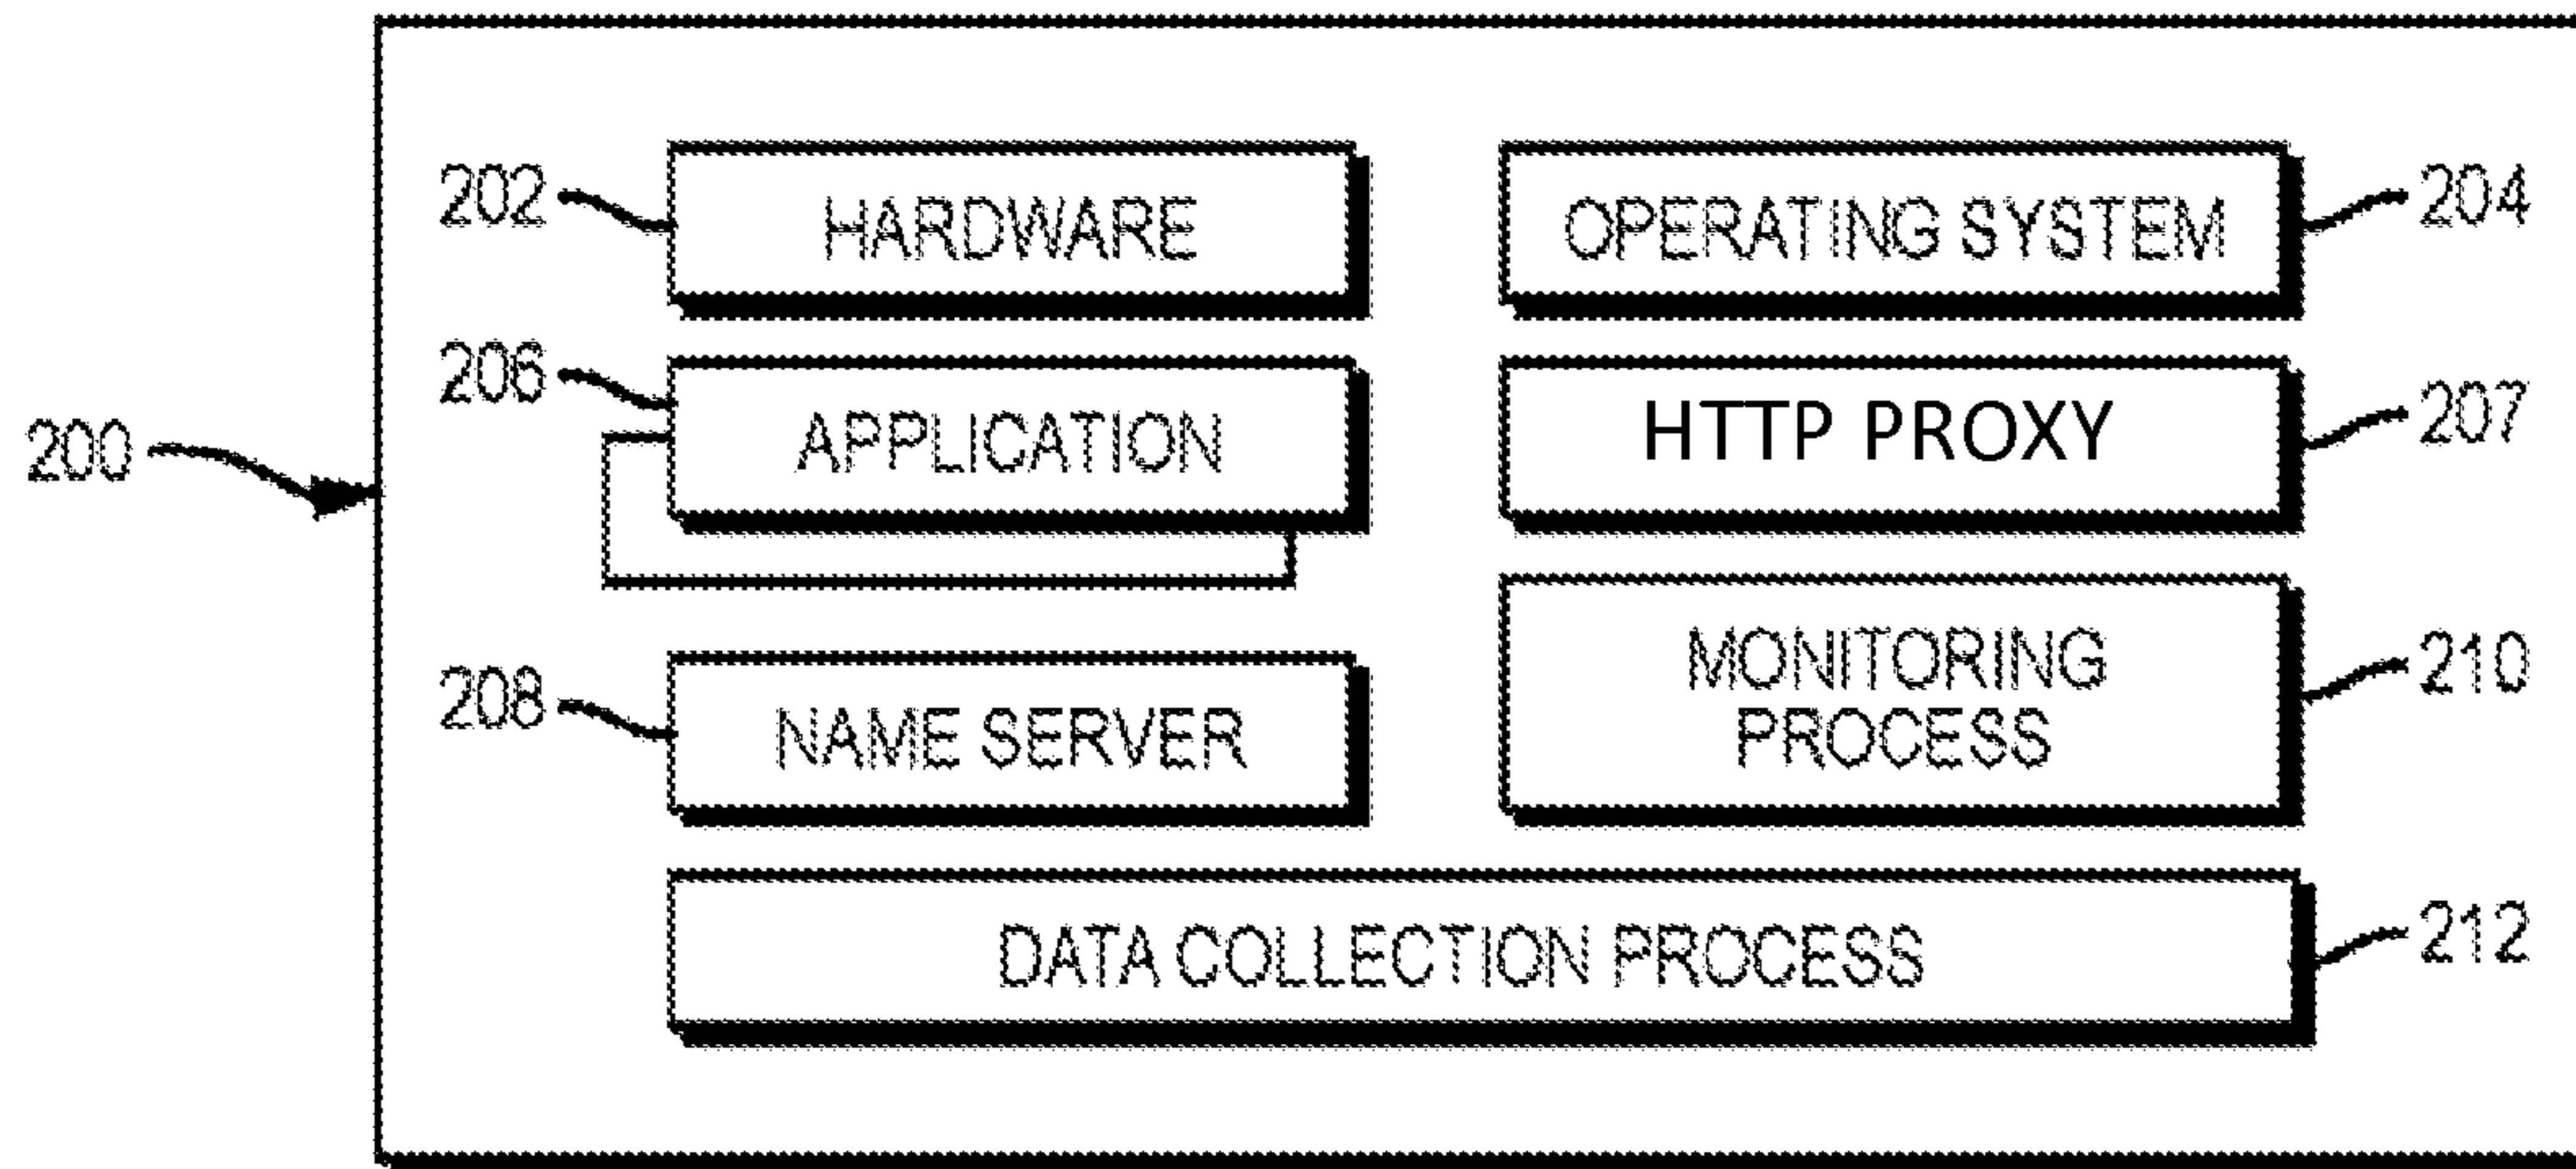 202
HARDWARE
OPERATING SYSTEM
204
206
APPLICATION
HTTP PROXY
207
200
208
NAME SERVER
MONITORING
PROCESS
210
DATA COLLECTION PROCESS
212